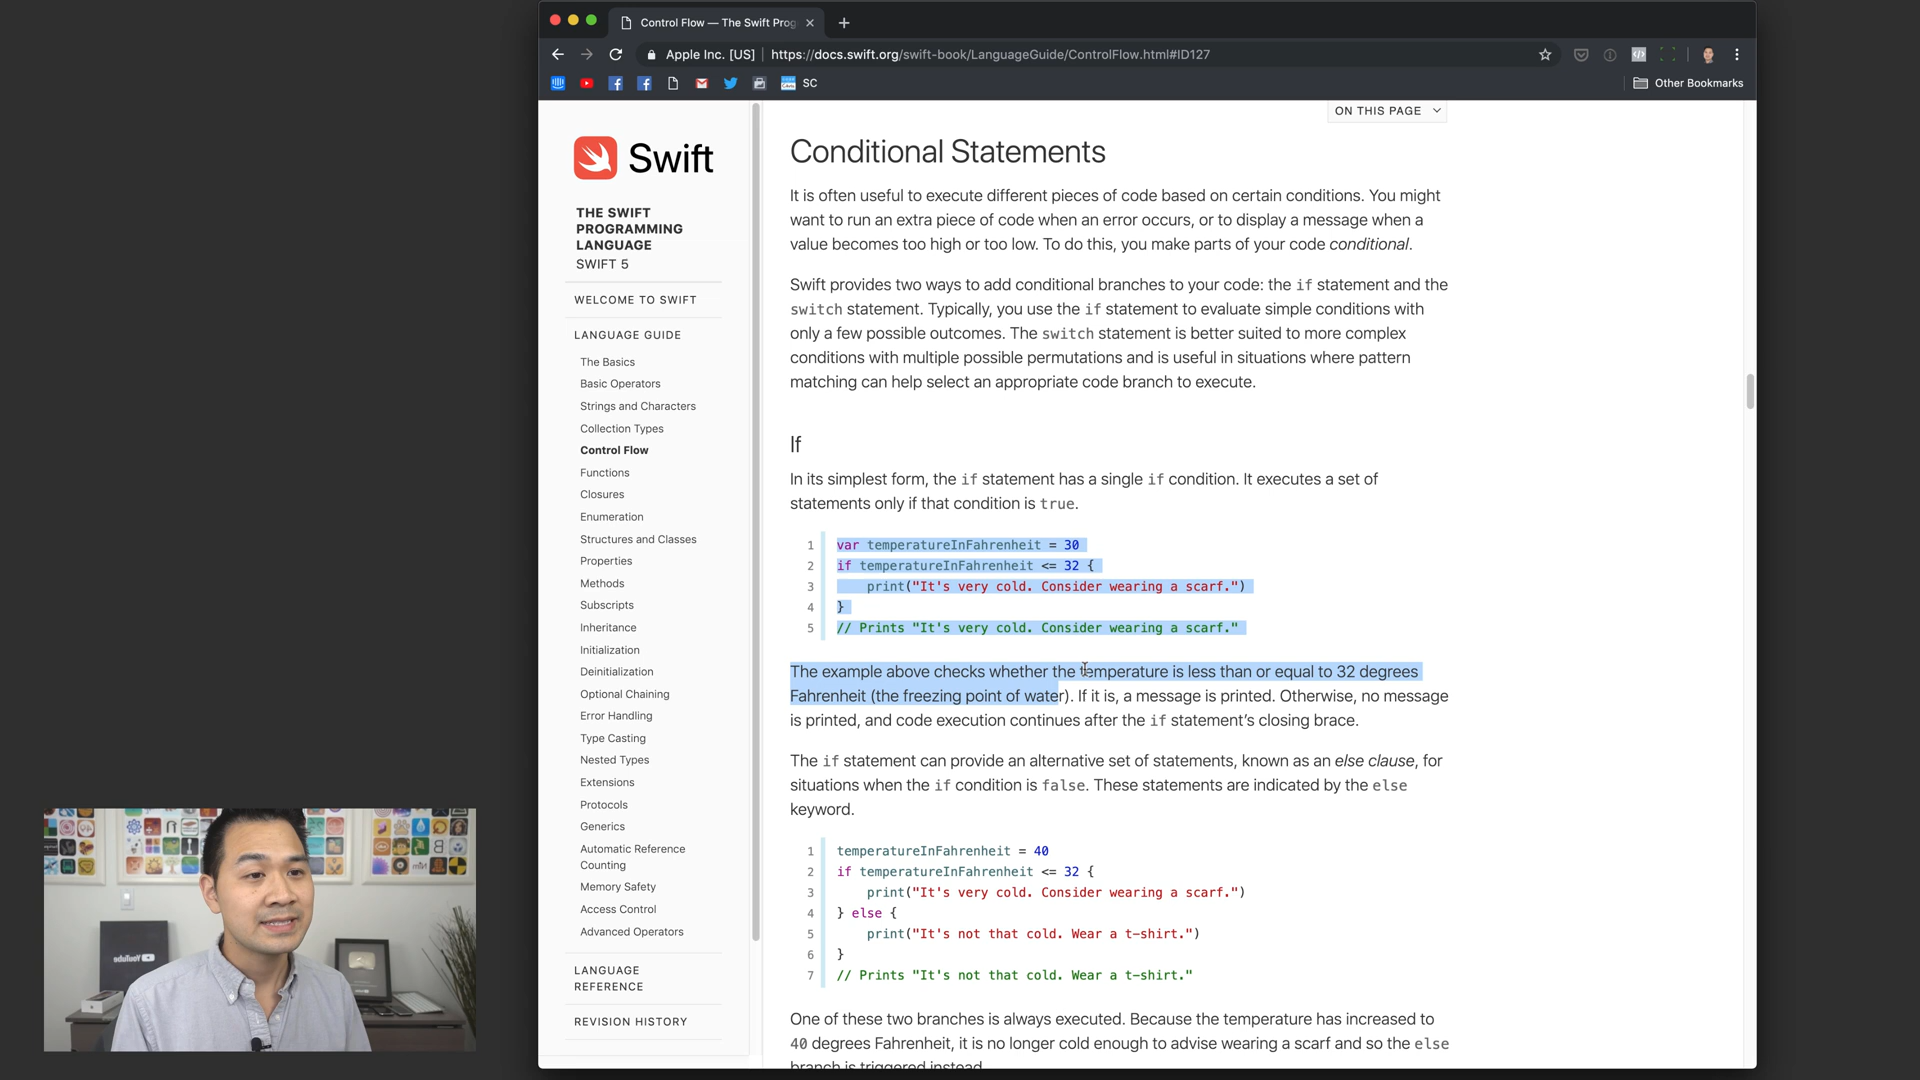 Control Flow — The Swift Prog
Apple Inc. [US]
https://docs.swift.org/swift-book/LanguageGuide/ControlFlow.html#ID127
SC
Other Bookmarks
ON THIS PAGE
Swift
THE SWIFT
PROGRAMMING
LANGUAGE
SWIFT 5
WELCOME TO SWIFT
LANGUAGE GUIDE
The Basics
Basic Operators
Strings and Characters
Collection Types
Control Flow
Functions
Closures
Enumeration
Structures and Classes
Properties
Methods
Subscripts
Inheritance
Initialization
Deinitialization
Optional Chaining
Error Handling
Type Casting
Nested Types
Extensions
Protocols
Generics
Automatic Reference
Counting
Memory Safety
Access Control
Advanced Operators
LANGUAGE
REFERENCE
REVISION HISTORY
Conditional Statements
It is often useful to execute different pieces of code based on certain conditions. You might
want to run an extra piece of code when an error occurs, or to display a message when a
value becomes too high or too low. To do this, you make parts of your code conditional.
Swift provides two ways to add conditional branches to your code: the if statement and the
switch statement. Typically, you use the if statement to evaluate simple conditions with
only a few possible outcomes. The switch statement is better suited to more complex
conditions with multiple possible permutations and is useful in situations where pattern
matching can help select an appropriate code branch to execute.
If
In its simplest form, the if statement has a single if condition. It executes a set of
statements only if that condition is true.
1 var temperatureInFahrenheit = 30
2 if temperatureInFahrenheit <= 32 {
3 print("It's very cold. Consider wearing a scarf.")
4 }
5 // Prints "It's very cold. Consider wearing a scarf."
The example above checks whether the temperature is less than or equal to 32 degrees
Fahrenheit (the freezing point of water). If it is, a message is printed. Otherwise, no message
is printed, and code execution continues after the if statement's closing brace.
The if statement can provide an alternative set of statements, known as an else clause, for
situations when the if condition is false. These statements are indicated by the else
keyword.
1 temperatureInFahrenheit = 40
2 if temperatureInFahrenheit <= 32 {
3 print("It's very cold. Consider wearing a scarf.")
4 } else {
5 print("It's not that cold. Wear a t-shirt.")
6 }
7 // Prints "It's not that cold. Wear a t-shirt."
One of these two branches is always executed. Because the temperature has increased to
40 degrees Fahrenheit, it is no longer cold enough to advise wearing a scarf and so the else
branch is triggered instead.
YouTube